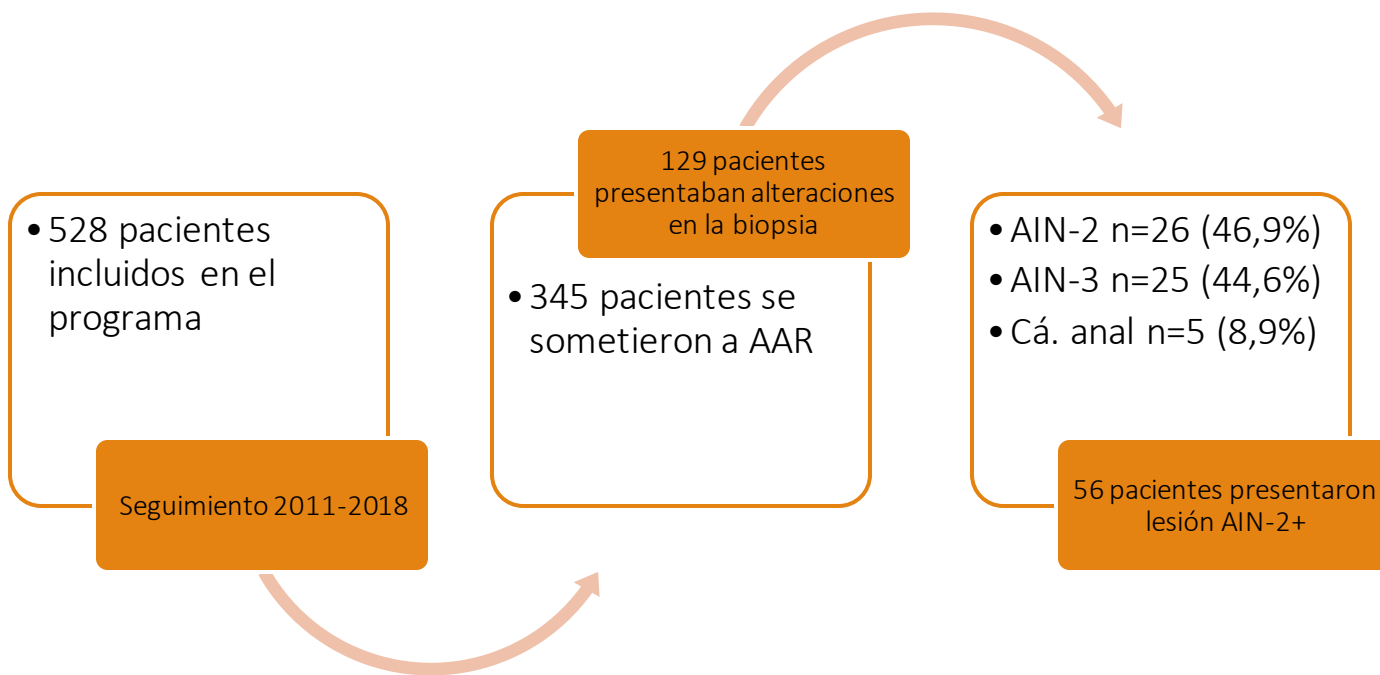 • 528 pacientes
incluidos en el
programa
Seguimiento 2011-2018
129 pacientes
presentaban alteraciones
en la biopsia
• 345 pacientes se
sometieron a AAR
• AIN-2 n=26 (46,9%)
• AIN-3 n=25 (44,6%)
• Cá. anal n=5 (8,9%)
56 pacientes presentaron
lesión AIN-2+